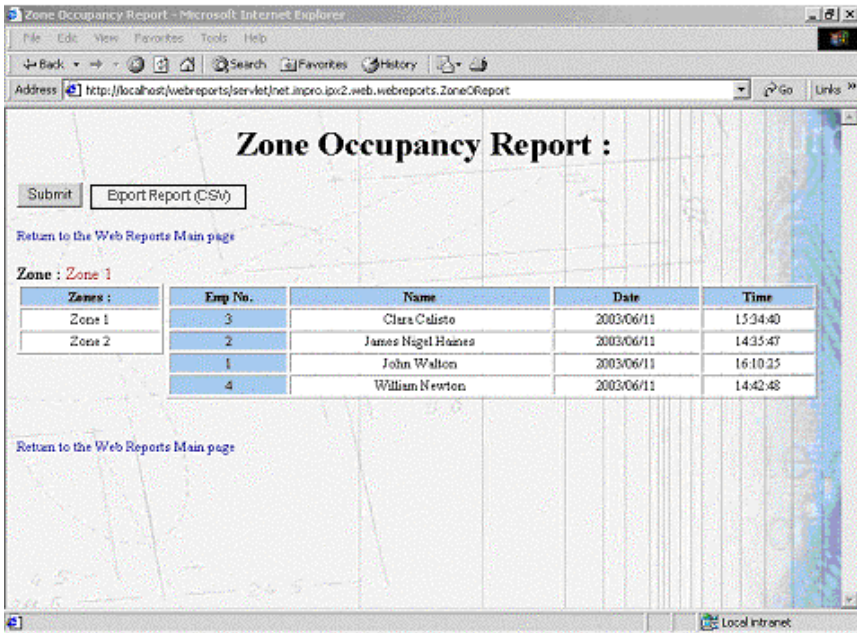 Zone Occupancy Report - Microsoft Internet Explorer
File Edit View Favorites Tools Help
Back Search Favorites History
Address http://localhost/webreports/servlet/net.impro.ipx2.web.webreports.ZoneOReport Go Links »
Zone Occupancy Report :
Submit Export Report (CSV)
Return to the Web Reports Main page
Zone : Zone 1
Zones : Emp No. Name Date Time
Zone 1 3 Clara Calisto 2003/06/11 15:34:40
Zone 2 2 James Nigel Haines 2003/06/11 14:35:47
1 John Walton 2003/06/11 16:10:25
4 William Newton 2003/06/11 14:42:48
Return to the Web Reports Main page
Local intranet